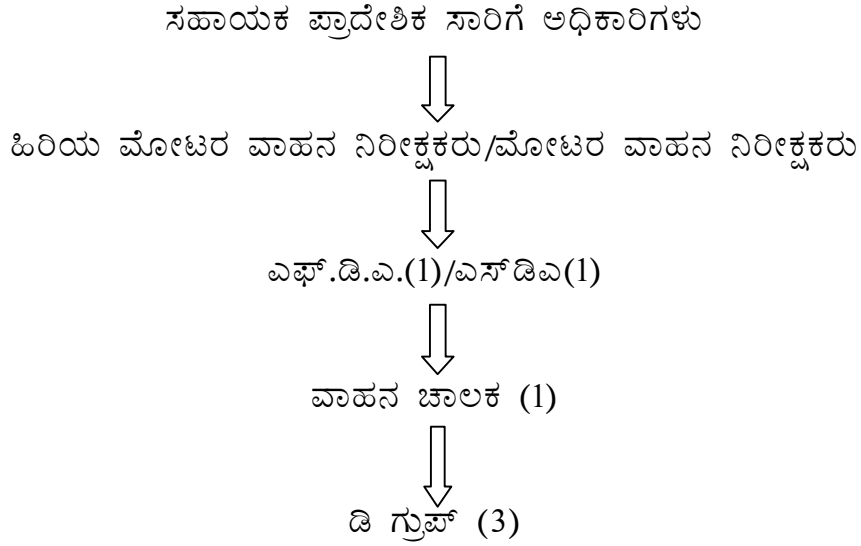 ಸಹಾಯಕ ಪ್ರಾದೇಶಿಕ ಸಾರಿಗೆ ಅಧಿಕಾರಿಗಳು
ಹಿರಿಯ ಮೋಟರ ವಾಹನ ನಿರೀಕ್ಷಕರು/ಮೋಟರ ವಾಹನ ನಿರೀಕ್ಷಕರು
ಎಫ್.ಡಿ.ಎ.(1)/ಎಸ್‌ಡಿಎ(1)
ವಾಹನ ಚಾಲಕ (1)
ಡಿ ಗ್ರುಪ್ (3)